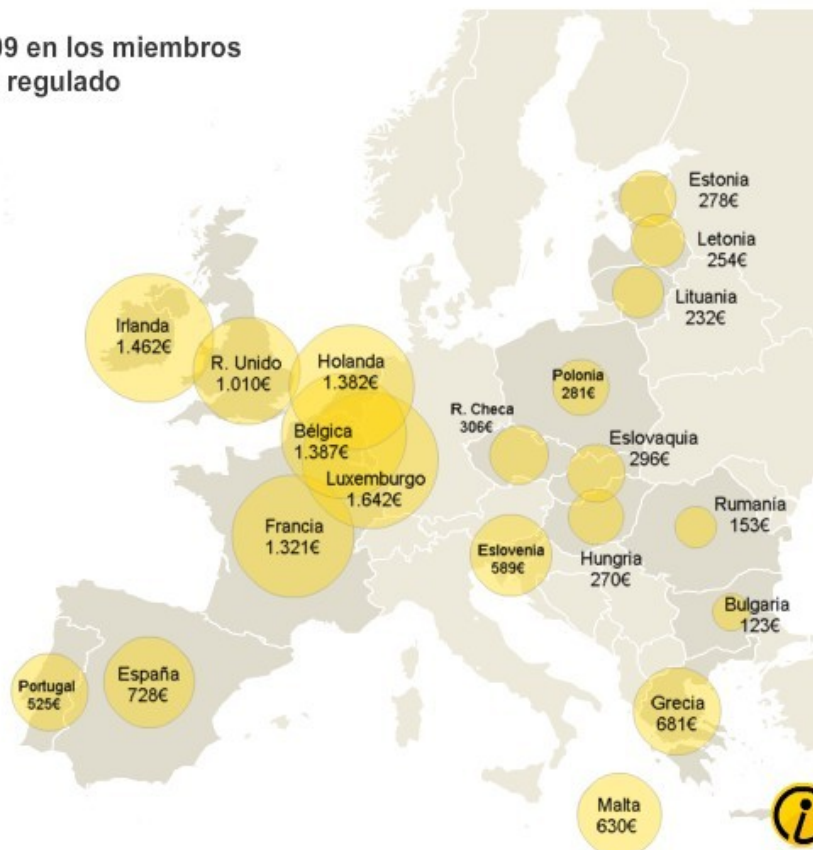 09 en los miembros
regulado
Estonia
278€
Letonia
254€
Lituania
232€
Irlanda
1.462€
R. Unido
1.010€
Holanda
1.382€
Polonia
281€
R. Checa
306€
Bélgica
1.387€
Eslovaquia
296€
Luxemburgo
1.642€
Rumanía
153€
Francia
1.321€
Eslovenia
589€
Hungria
270€
Bulgaria
123€
Portugal
525€
España
728€
Grecia
681€
Malta
630€
i